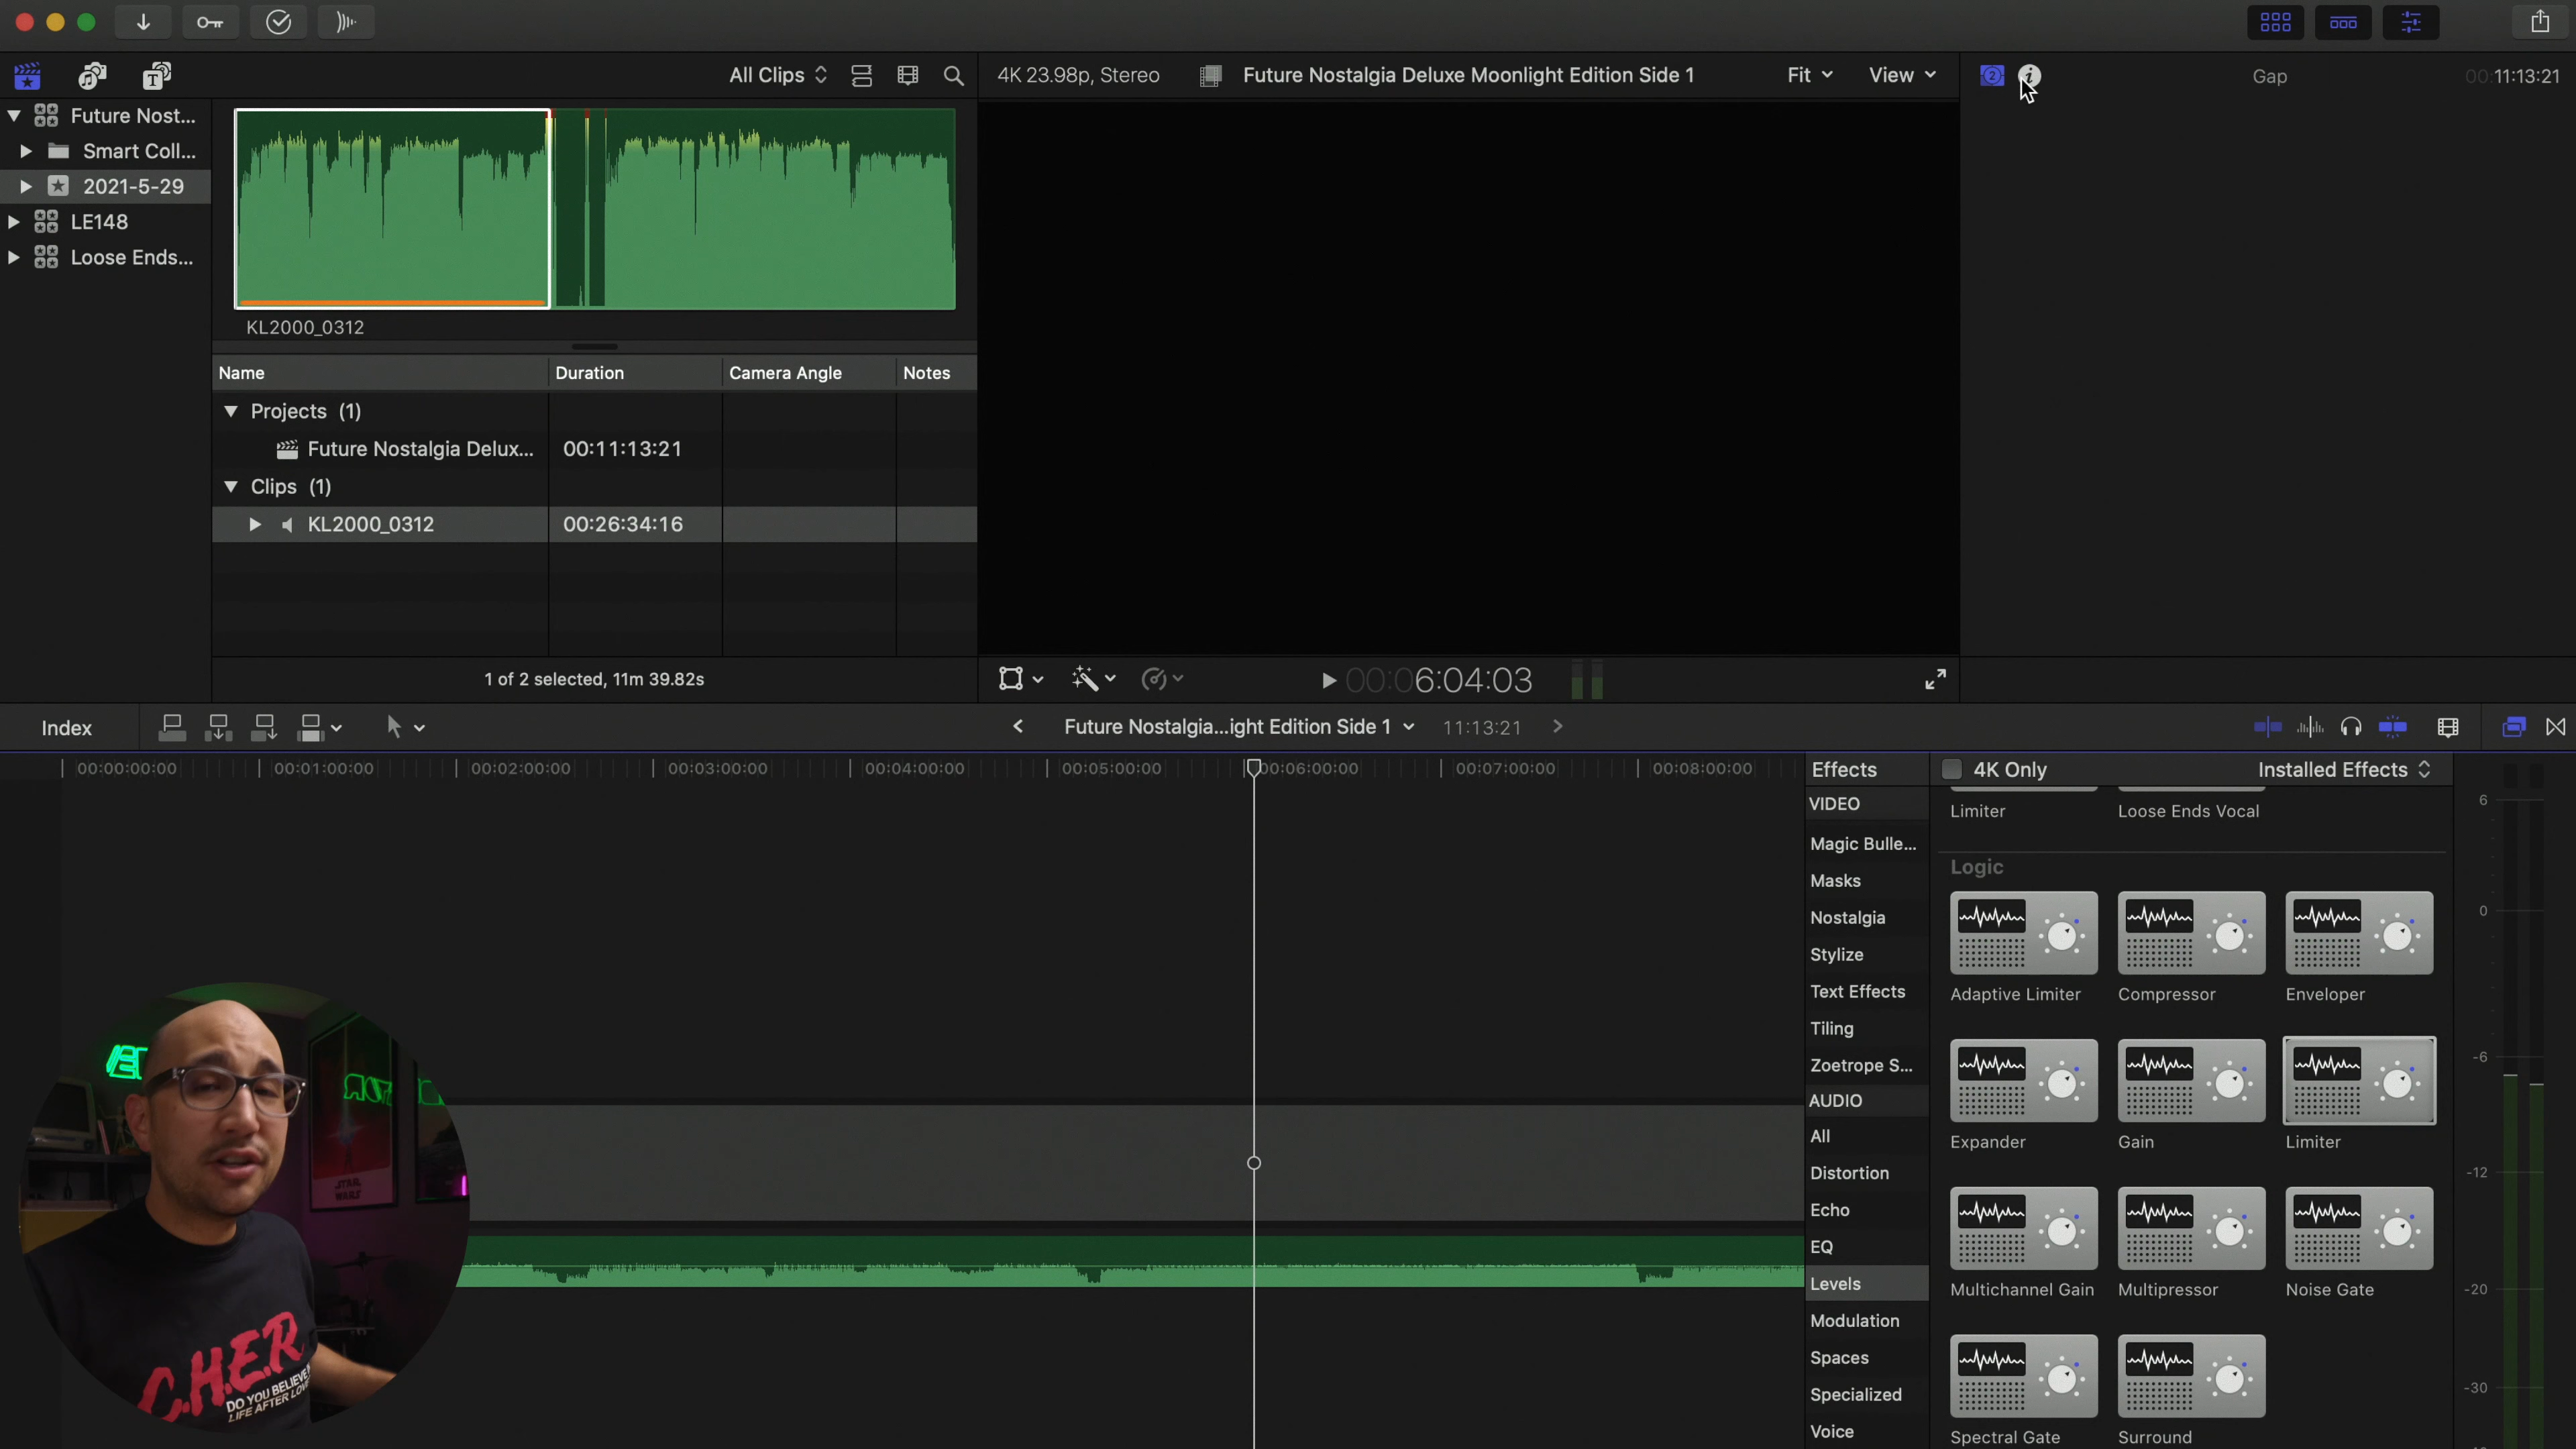 All Clips
4K 23.98p, Stereo
Future Nostalgia Deluxe Moonlight Edition Side 1
Fit
View
Gap
00:11:13:21
Future Nost...
Smart Coll...
2021-5-29
LE148
Loose Ends...
KL2000_0312
Name
Duration
Camera Angle
Notes
Projects (1)
Future Nostalgia Delux...
00:11:13:21
Clips (1)
KL2000_0312
00:26:34:16
1 of 2 selected, 11m 39.82s
00:06:04:03
Index
Future Nostalgia...ight Edition Side 1
11:13:21
00:00:00:00
00:01:00:00
00:02:00:00
00:03:00:00
00:04:00:00
00:05:00:00
00:06:00:00
00:07:00:00
00:08:00:00
Effects
4K Only
Installed Effects
VIDEO
Magic Bulle...
Masks
Nostalgia
Stylize
Text Effects
Tiling
Zoetrope S...
AUDIO
All
Distortion
Echo
EQ
Levels
Modulation
Spaces
Specialized
Voice
Limiter
Loose Ends Vocal
Logic
Adaptive Limiter
Compressor
Enveloper
Expander
Gain
Limiter
Multichannel Gain
Multipressor
Noise Gate
Spectral Gate
Surround
6
0
-6
-12
-20
-30
STAR
WARS
C.H.E.R
DO YOU BELIEVE
LIFE AFTER LOVE